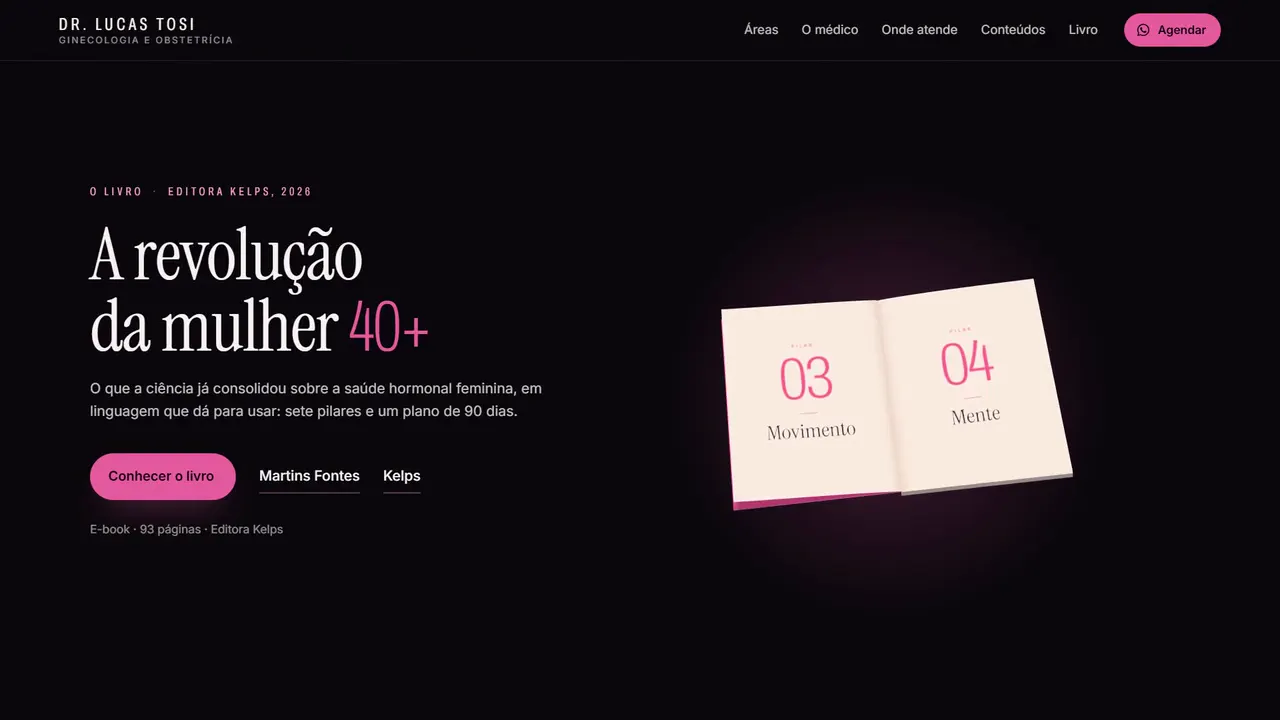 DR. LUCAS TOSI
GINECOLOGIA E OBSTETRÍCIA
Áreas
O médico
Onde atende
Conteúdos
Livro
Agendar
O LIVRO · EDITORA KELPS, 2026
A revolução
da mulher 40+
O que a ciência já consolidou sobre a saúde hormonal feminina, em
linguagem que dá para usar: sete pilares e um plano de 90 dias.
Conhecer o livro
Martins Fontes
Kelps
E-book · 93 páginas · Editora Kelps
PILAR
03
Movimento
PILAR
04
Mente